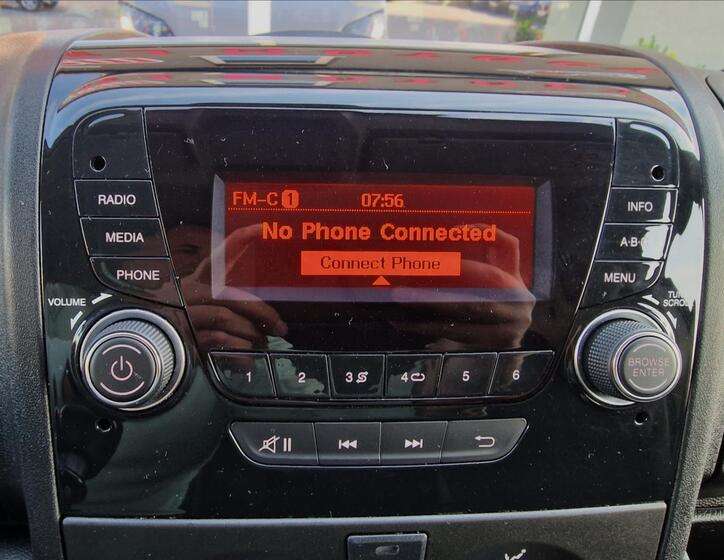 FM-C 1 07:56
No Phone Connected
Connect Phone
RADIO
MEDIA
PHONE
VOLUME
INFO
A·B·C
MENU
TUNE
SCROLL
BROWSE
ENTER
1 2 3 4 5 6